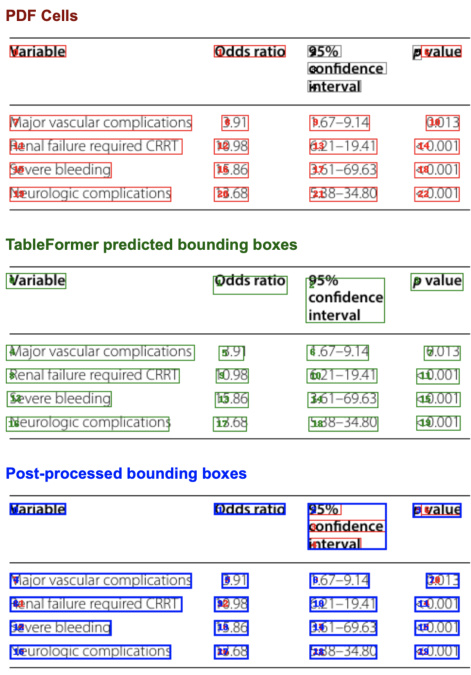 PDF Cells
Variable Odds ratio 95% confidence interval p value
Major vascular complications 3.91 1.67–9.14 0.013
Renal failure required CRRT 10.98 6.21–19.41 <0.001
Severe bleeding 15.86 3.61–69.63 <0.001
Neurologic complications 13.68 5.38–34.80 <0.001
TableFormer predicted bounding boxes
Variable Odds ratio 95% confidence interval p value
Major vascular complications 3.91 1.67–9.14 0.013
Renal failure required CRRT 10.98 6.21–19.41 <0.001
Severe bleeding 15.86 3.61–69.63 <0.001
Neurologic complications 13.68 5.38–34.80 <0.001
Post-processed bounding boxes
Variable Odds ratio 95% confidence interval p value
Major vascular complications 3.91 1.67–9.14 0.013
Renal failure required CRRT 10.98 6.21–19.41 <0.001
Severe bleeding 15.86 3.61–69.63 <0.001
Neurologic complications 13.68 5.38–34.80 <0.001